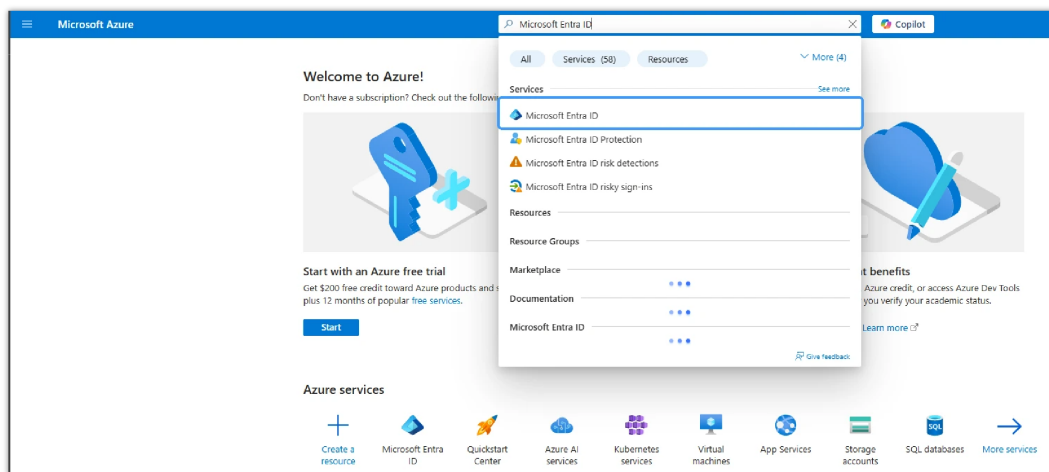 Microsoft Azure
Microsoft Entra ID
Copilot
All
Services (58)
Resources
More (4)
Services
See more
Microsoft Entra ID
Microsoft Entra ID Protection
Microsoft Entra ID risk detections
Microsoft Entra ID risky sign-ins
Resources
Resource Groups
Marketplace
Documentation
Microsoft Entra ID
Give feedback
Welcome to Azure!
Don't have a subscription? Check out the
Start with an Azure free trial
Get $200 free credit toward Azure products and
plus 12 months of popular free services.
Start
t benefits
Azure credit, or access Azure Dev Tools
you verify your academic status.
Learn more
Azure services
Create a
resource
Microsoft Entra
ID
Quickstart
Center
Azure AI
services
Kubernetes
services
Virtual
machines
App Services
Storage
accounts
SQL
SQL databases
More services